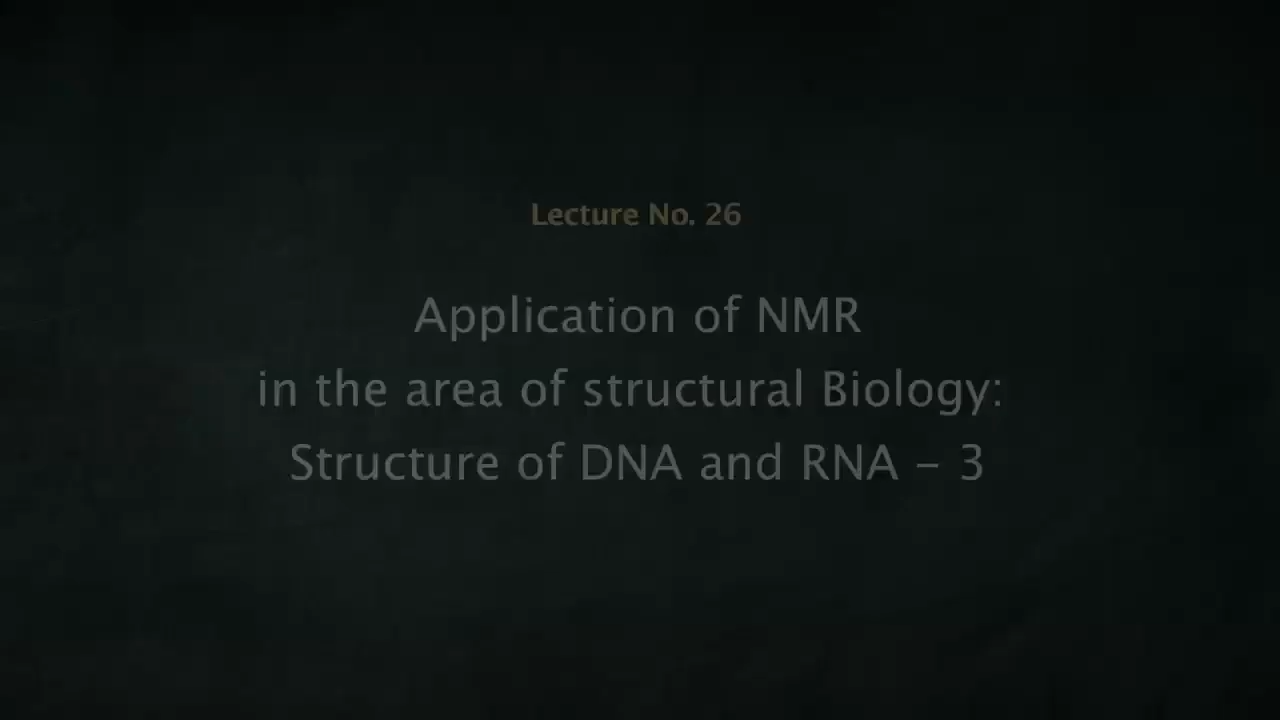 Lecture No. 26
Application of NMR
in the area of structural Biology:
Structure of DNA and RNA – 3